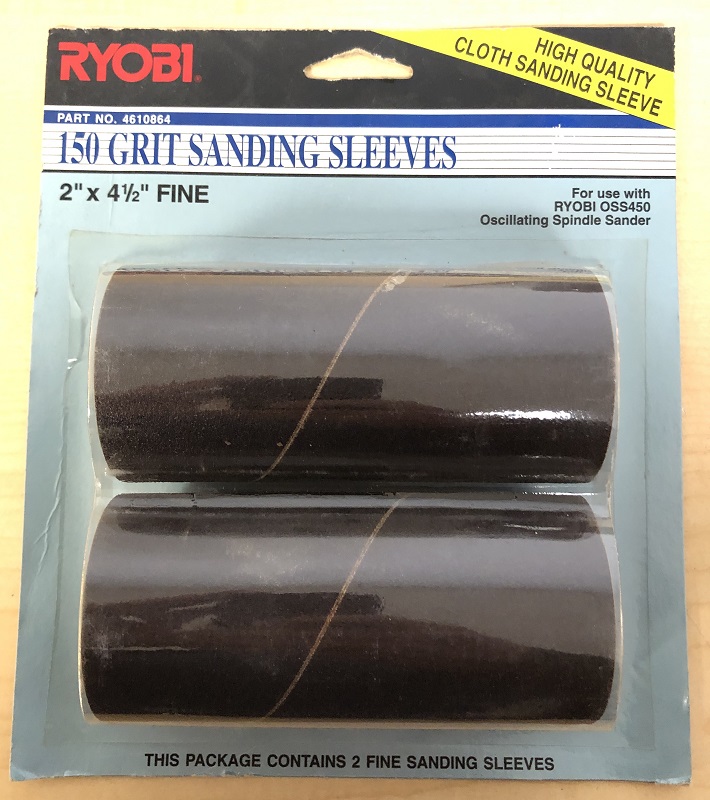 RYOBI®
HIGH QUALITY
CLOTH SANDING SLEEVE
PART NO. 4610864
150 GRIT SANDING SLEEVES
2" x 4½" FINE
For use with
RYOBI OSS450
Oscillating Spindle Sander
THIS PACKAGE CONTAINS 2 FINE SANDING SLEEVES